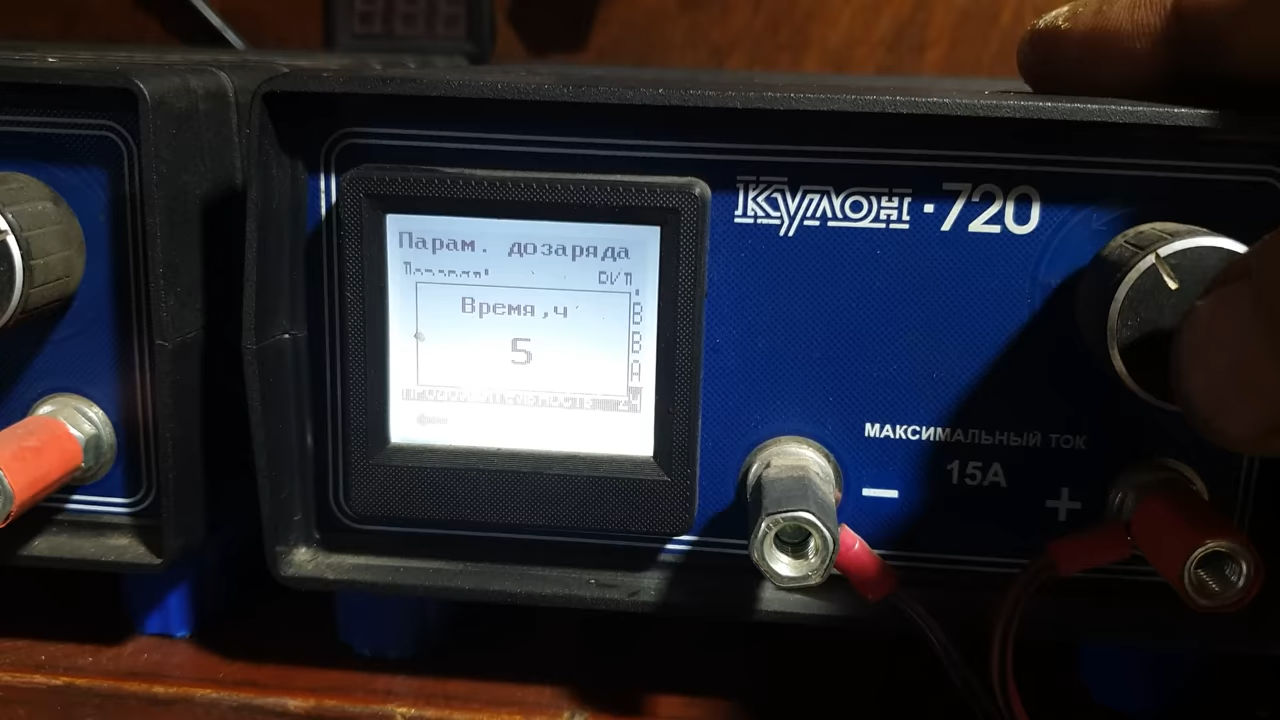 Парам. дозаряда
Время,ч
5
В
В
А
КУЛОН-720
МАКСИМАЛЬНЫЙ ТОК
15А
− +